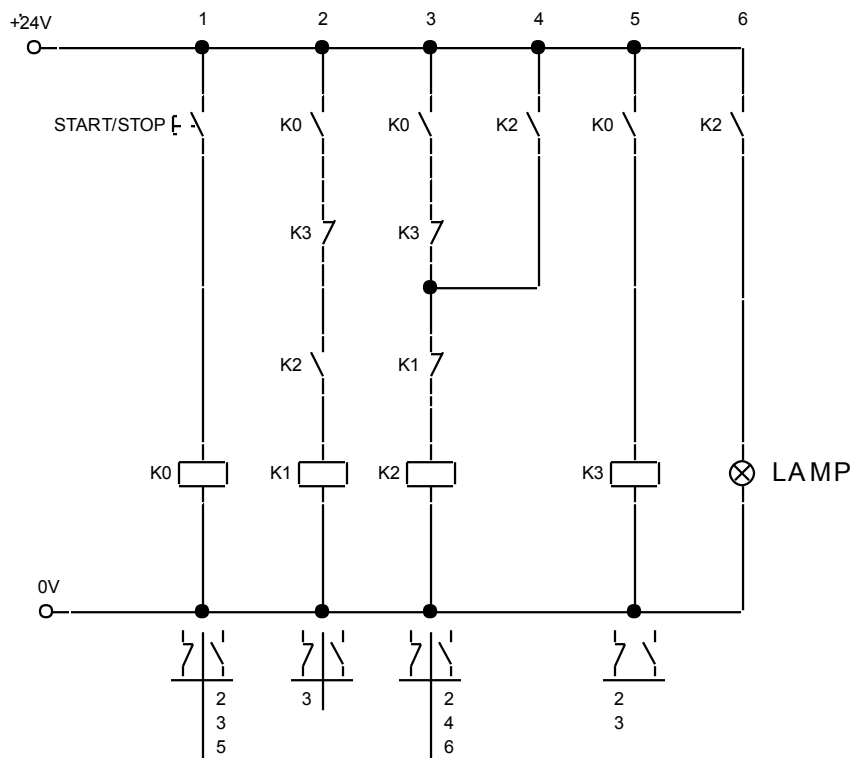 1 2 3 4 5 6
+24V
START/STOP K0 K0 K2 K0 K2
K3 K3
K2 K1
K0 K1 K2 K3 LAMP
0V
2 3 2 2
3 4 3
5 6